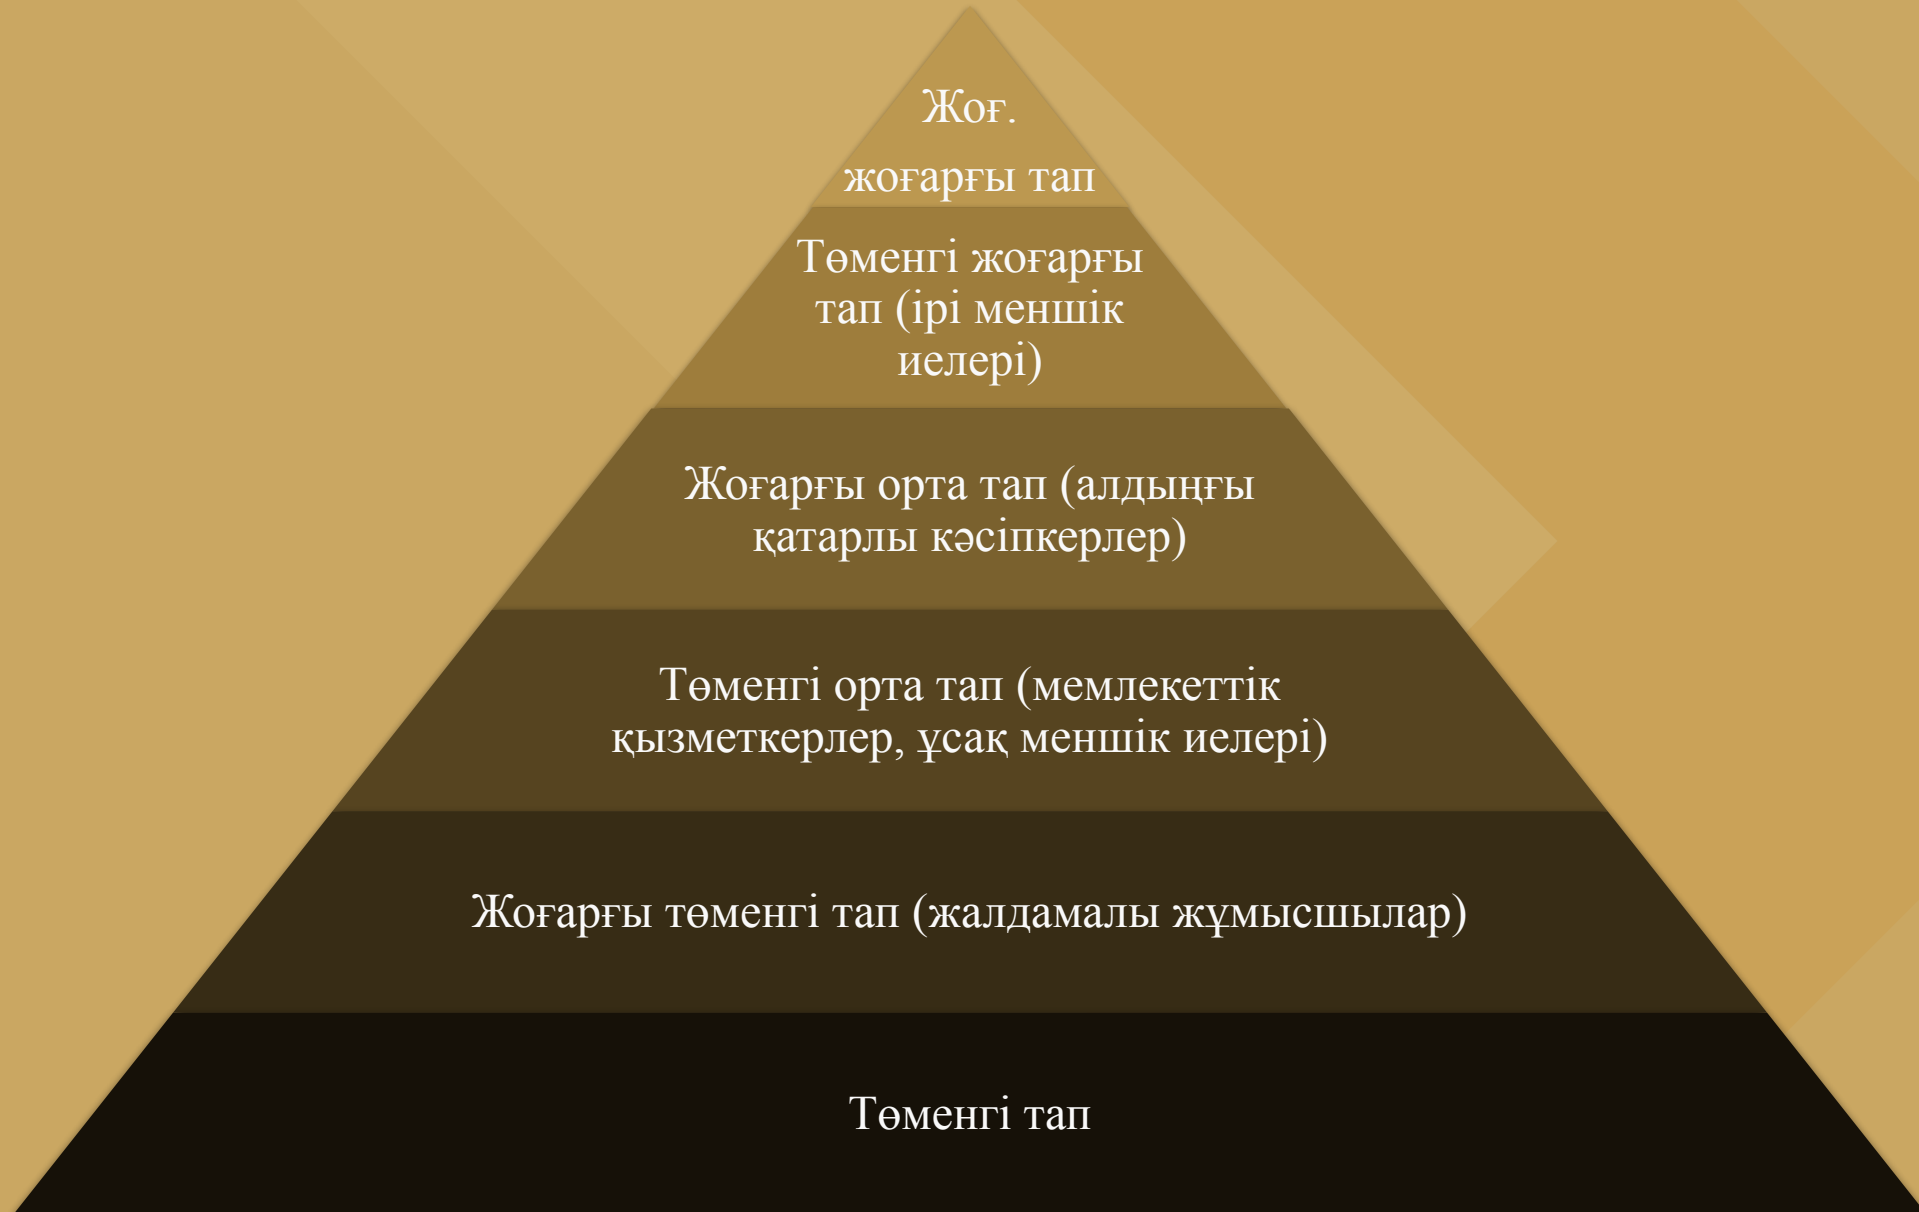 Жоғ.
жоғарғы тап
Төменгі жоғарғы
тап (ірі меншік
иелері)
Жоғарғы орта тап (алдыңғы
қатарлы кәсіпкерлер)
Төменгі орта тап (мемлекеттік
қызметкерлер, ұсақ меншік иелері)
Жоғарғы төменгі тап (жалдамалы жұмысшылар)
Төменгі тап